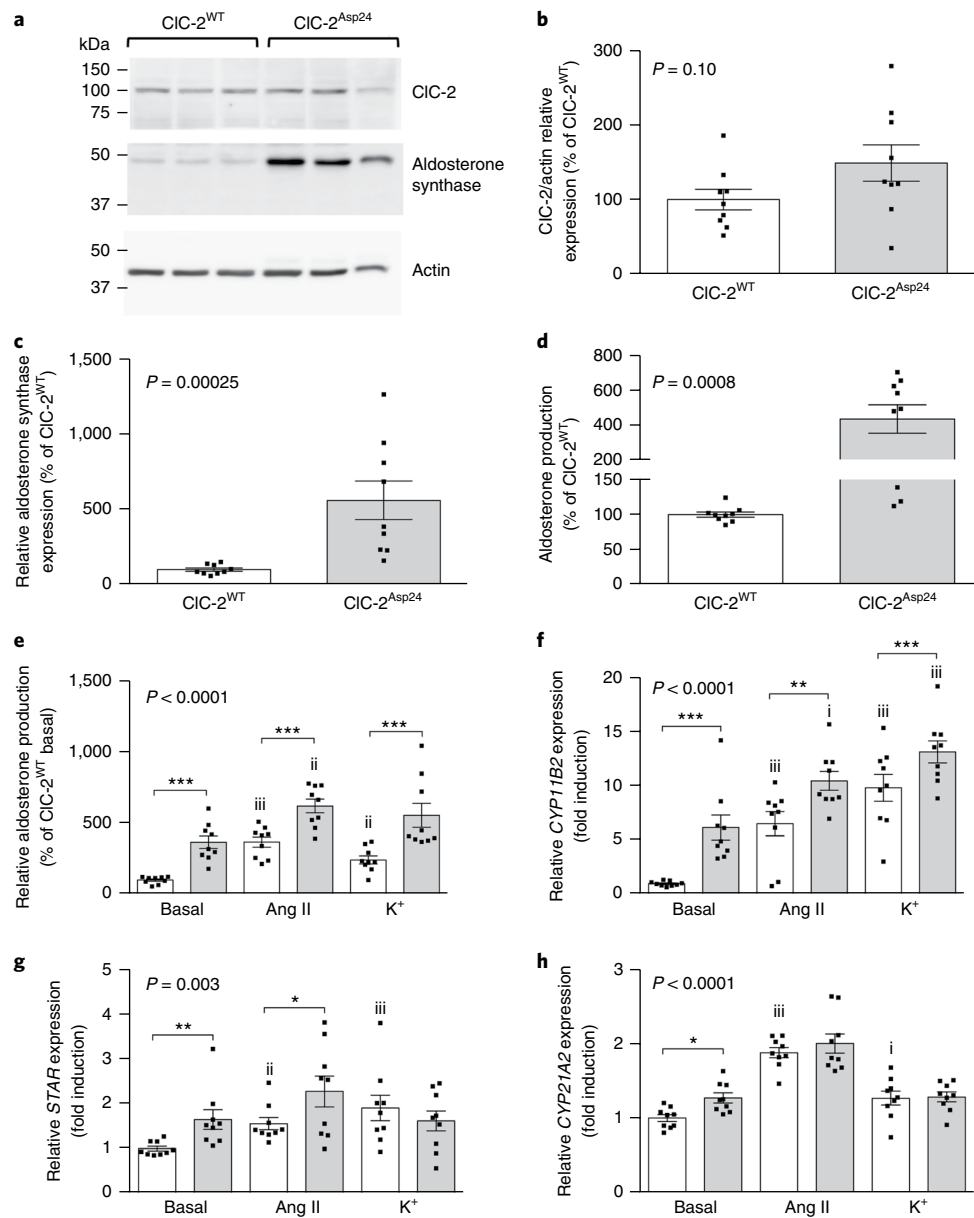 a
ClC-2WT
ClC-2Asp24
kDa
150
100
75
ClC-2
50
37
Aldosterone
synthase
50
37
Actin
b
ClC-2/actin relative
expression (% of ClC-2WT)
300
200
100
0
P = 0.10
ClC-2WT
ClC-2Asp24
c
Relative aldosterone synthase
expression (% of ClC-2WT)
1,500
1,000
500
0
P = 0.00025
ClC-2WT
ClC-2Asp24
d
Aldosterone production
(% of ClC-2WT)
800
600
400
200
150
100
50
0
P = 0.0008
ClC-2WT
ClC-2Asp24
e
Relative aldosterone production
(% of ClC-2WT basal)
1,500
1,000
500
0
P < 0.0001
***
***
***
iii
ii
ii
Basal
Ang II
K+
f
Relative CYP11B2 expression
(fold induction)
20
15
10
5
0
P < 0.0001
***
**
***
iii
i
iii
iii
Basal
Ang II
K+
g
Relative STAR expression
(fold induction)
5
4
3
2
1
0
P = 0.003
**
*
ii
iii
Basal
Ang II
K+
h
Relative CYP21A2 expression
(fold induction)
3
2
1
0
P < 0.0001
*
iii
i
Basal
Ang II
K+